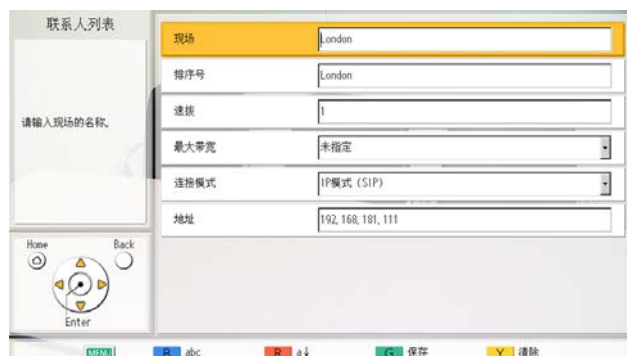 联系人列表
请输入现场的名称。
现场 London
排序号 London
速拨 1
最大带宽 未指定
连接模式 IP模式 (SIP)
地址 192, 168, 181, 111
Home Back
Enter
MENU B abc R a↓ G 保存 Y 清除